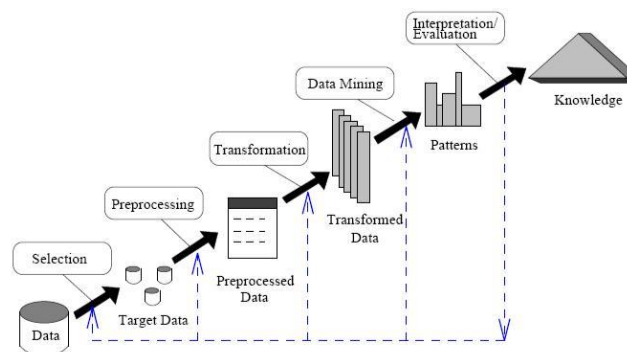 Interpretation/
Evaluation
Data Mining
Knowledge
Transformation
Patterns
Preprocessing
Transformed
Data
Selection
Preprocessed
Data
Target Data
Data